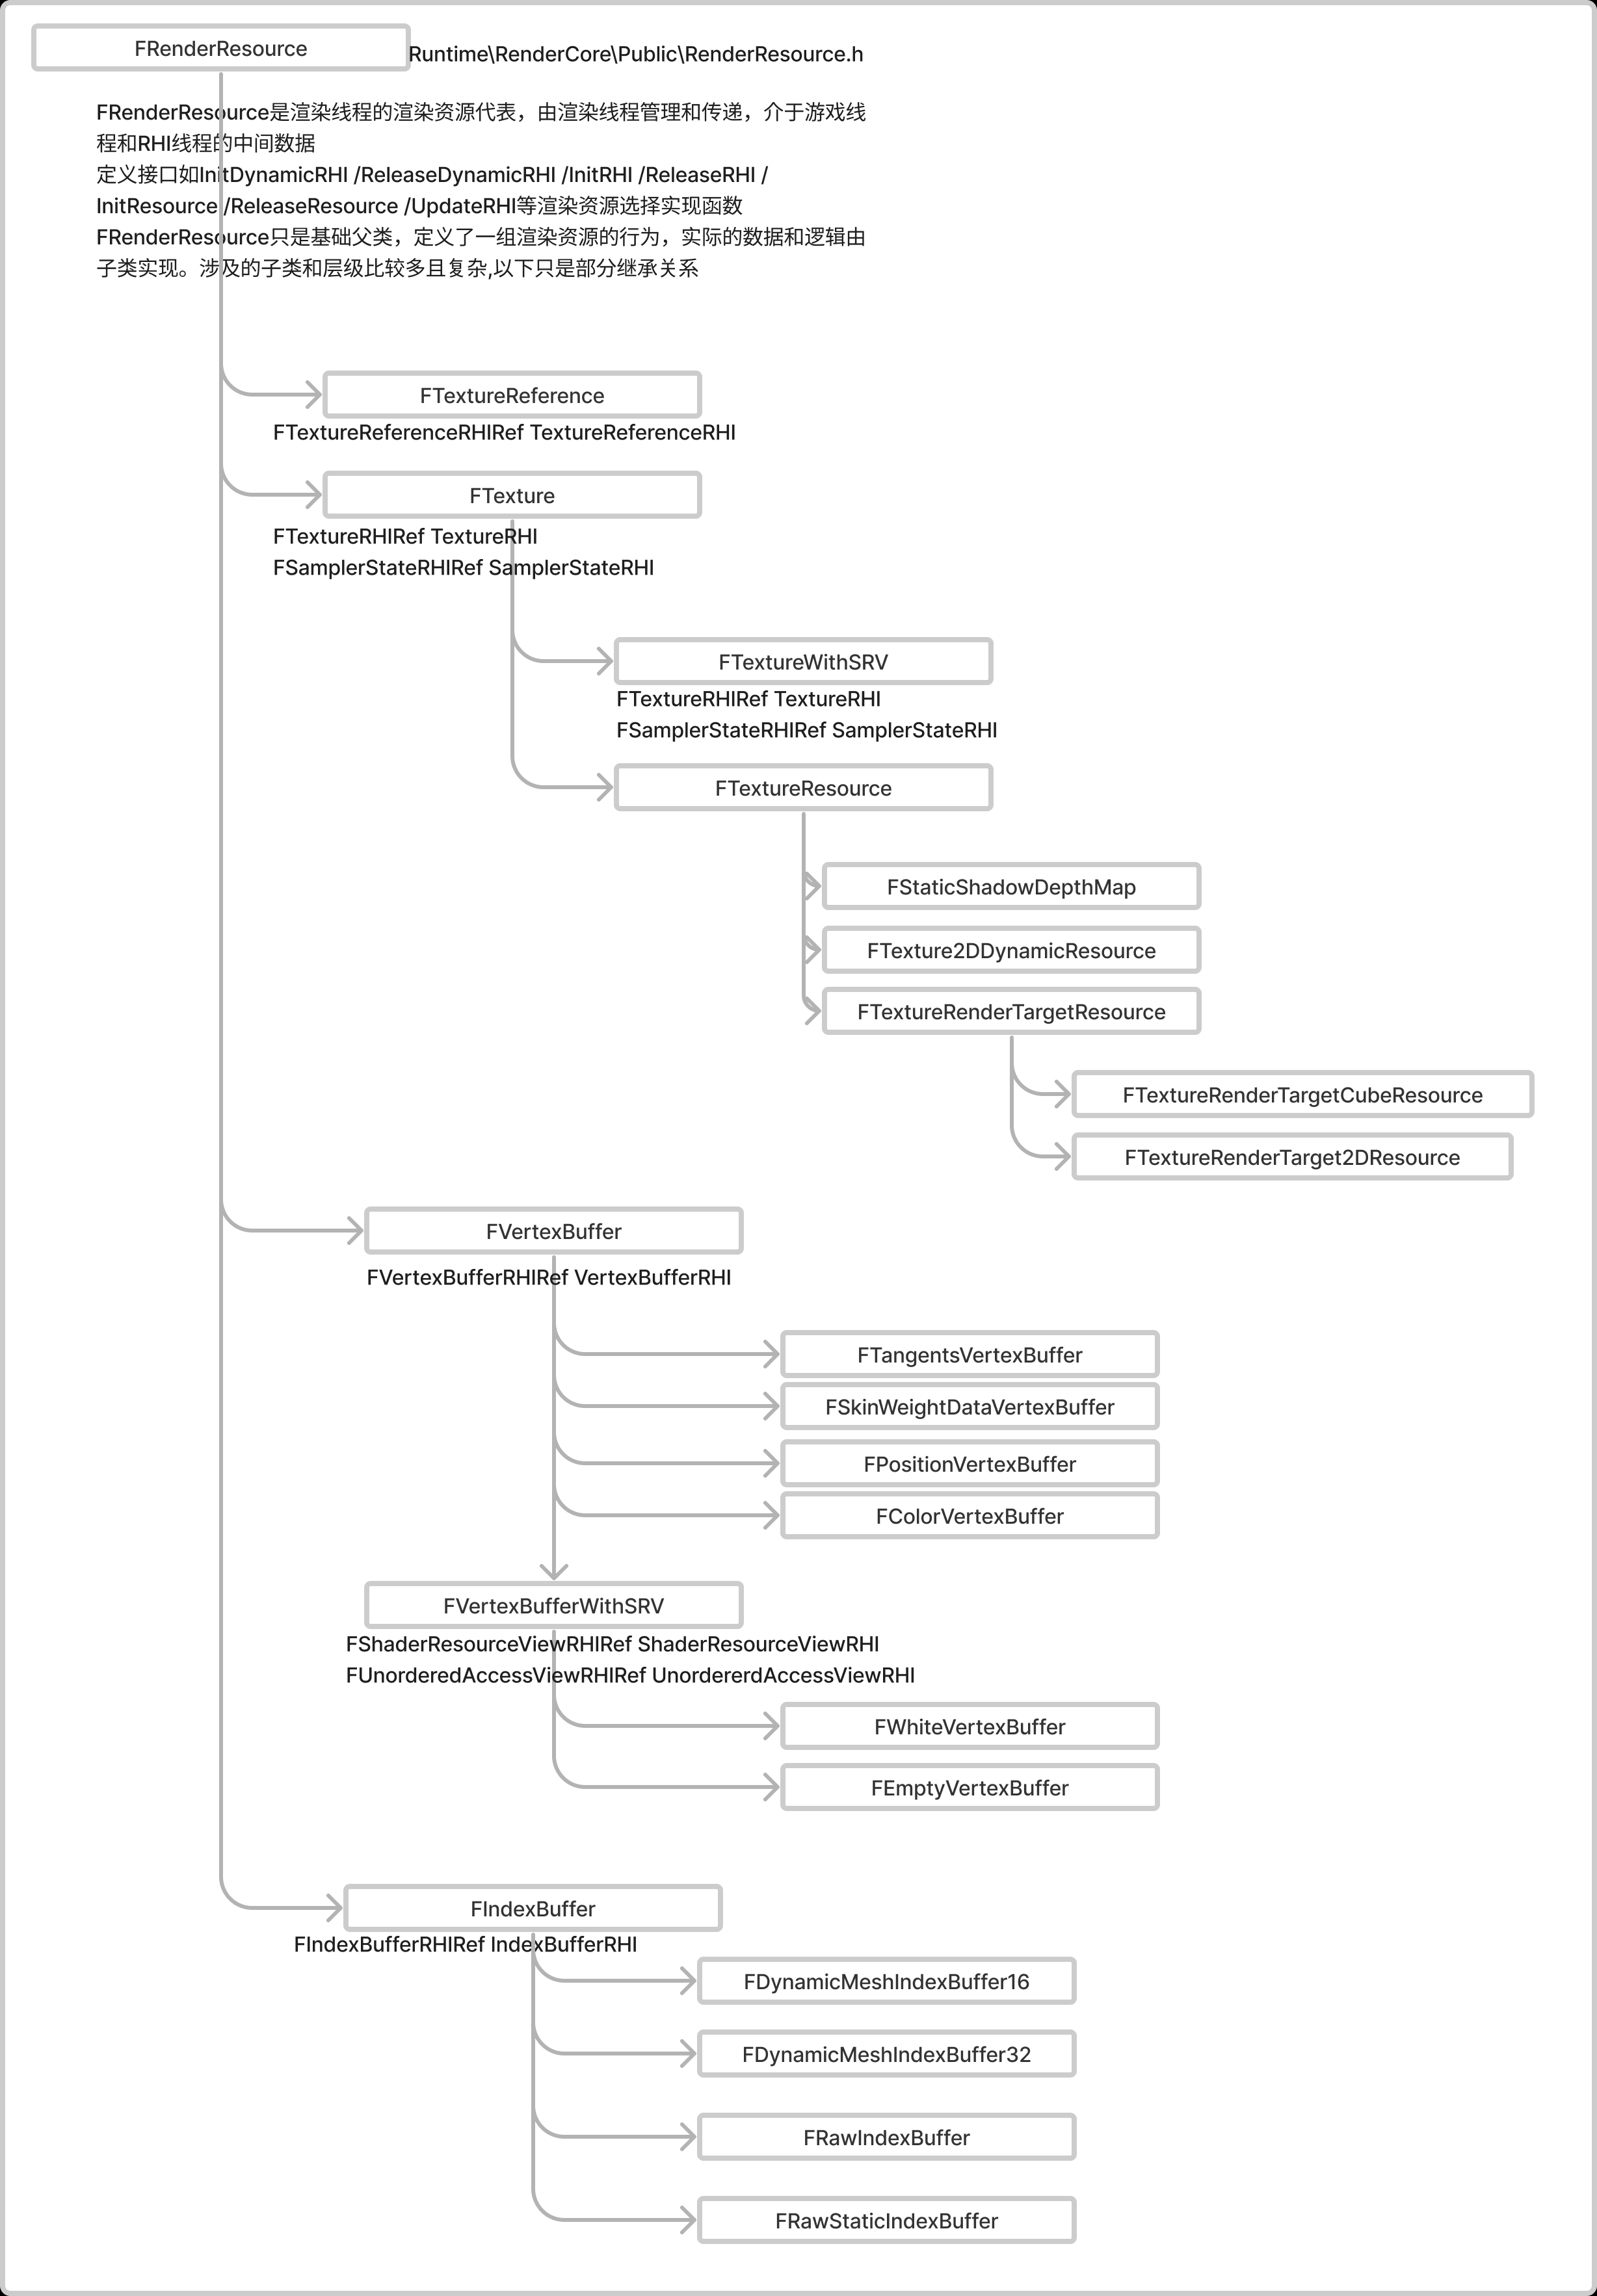 FRenderResource
Runtime\RenderCore\Public\RenderResource.h
FRenderResource是渲染线程的渲染资源代表，由渲染线程管理和传递，介于游戏线
程和RHI线程的中间数据
定义接口如InitDynamicRHI /ReleaseDynamicRHI /InitRHI /ReleaseRHI /
InitResource /ReleaseResource /UpdateRHI等渲染资源选择实现函数
FRenderResource只是基础父类，定义了一组渲染资源的行为，实际的数据和逻辑由
子类实现。涉及的子类和层级比较多且复杂,以下只是部分继承关系
FTextureReference
FTextureReferenceRHIRef TextureReferenceRHI
FTexture
FTextureRHIRef TextureRHI
FSamplerStateRHIRef SamplerStateRHI
FTextureWithSRV
FTextureRHIRef TextureRHI
FSamplerStateRHIRef SamplerStateRHI
FTextureResource
FStaticShadowDepthMap
FTexture2DDynamicResource
FTextureRenderTargetResource
FTextureRenderTargetCubeResource
FTextureRenderTarget2DResource
FVertexBuffer
FVertexBufferRHIRef VertexBufferRHI
FTangentsVertexBuffer
FSkinWeightDataVertexBuffer
FPositionVertexBuffer
FColorVertexBuffer
FVertexBufferWithSRV
FShaderResourceViewRHIRef ShaderResourceViewRHI
FUnorderedAccessViewRHIRef UnordererdAccessViewRHI
FWhiteVertexBuffer
FEmptyVertexBuffer
FIndexBuffer
FIndexBufferRHIRef IndexBufferRHI
FDynamicMeshIndexBuffer16
FDynamicMeshIndexBuffer32
FRawIndexBuffer
FRawStaticIndexBuffer